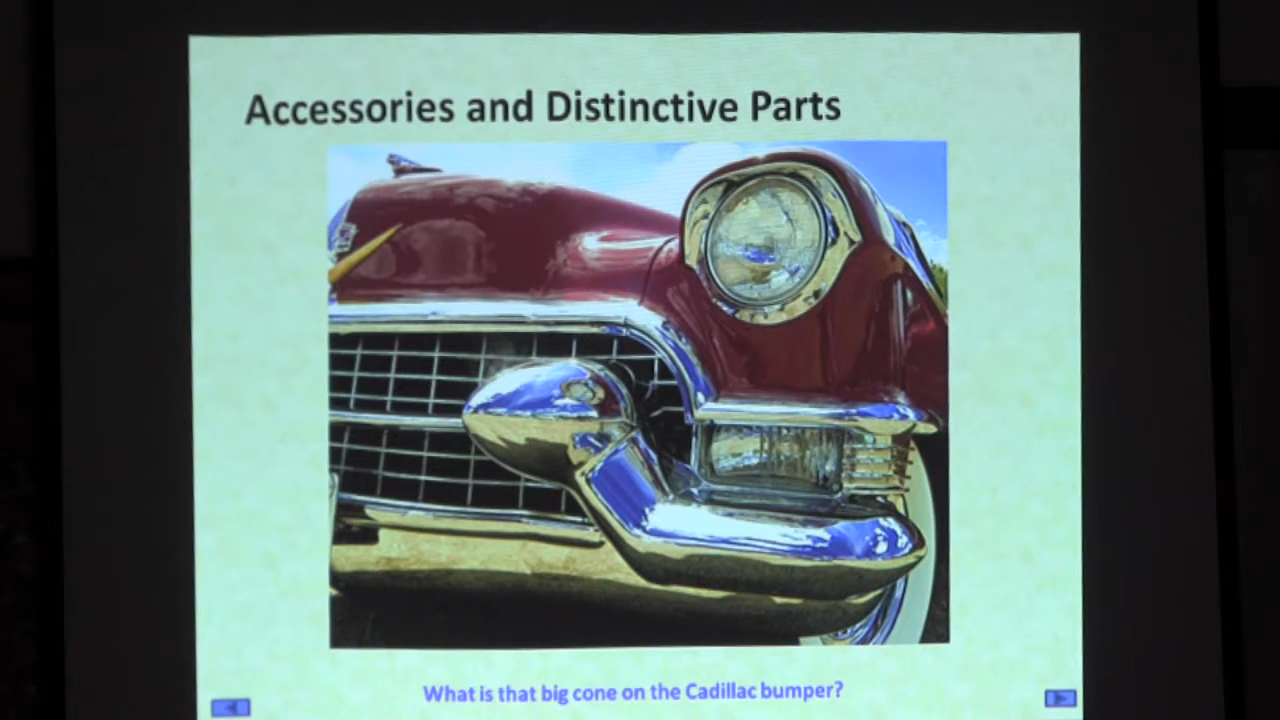 Accessories and Distinctive Parts
What is that big cone on the Cadillac bumper?